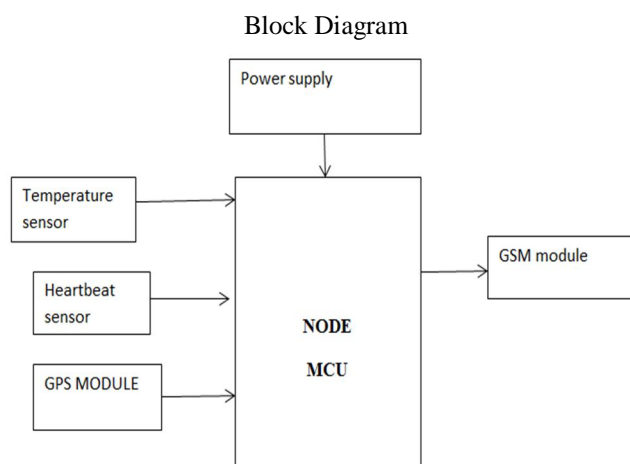 Block Diagram
Power supply
Temperature
sensor
Heartbeat
sensor
GPS MODULE
NODE
MCU
GSM module